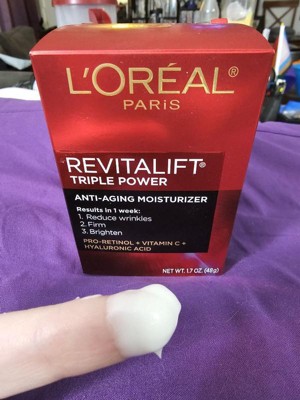 L'ORÉAL®
PARIS
REVITALIFT®
TRIPLE POWER
ANTI-AGING MOISTURIZER
Results in 1 week:
1. Reduce wrinkles
2. Firm
3. Brighten
PRO-RETINOL + VITAMIN C +
HYALURONIC ACID
NET WT. 1.7 OZ. (48g)